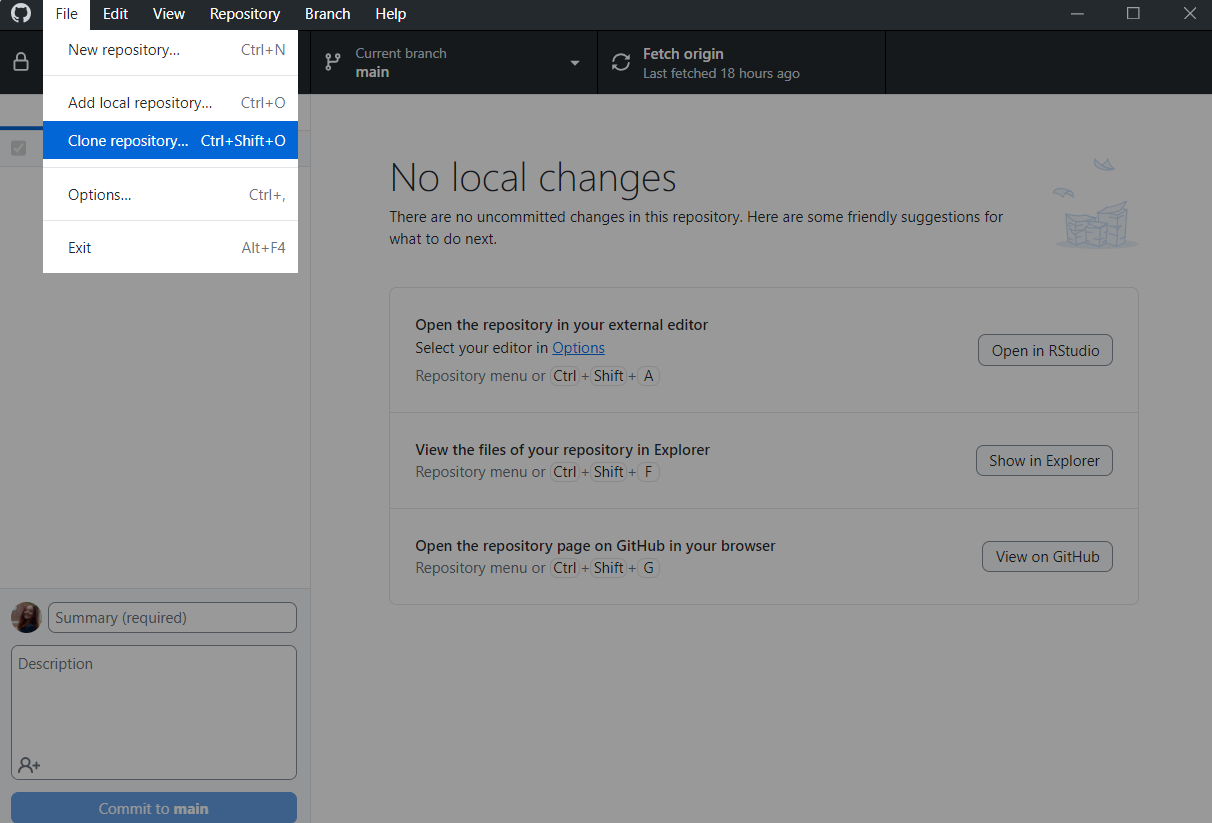 File Edit View Repository Branch Help
New repository... Ctrl+N
Add local repository... Ctrl+O
Clone repository... Ctrl+Shift+O
Options... Ctrl+,
Exit Alt+F4
Current branch
main
Fetch origin
Last fetched 18 hours ago
No local changes
There are no uncommitted changes in this repository. Here are some friendly suggestions for
what to do next.
Open the repository in your external editor
Select your editor in Options
Repository menu or Ctrl + Shift + A
Open in RStudio
View the files of your repository in Explorer
Repository menu or Ctrl + Shift + F
Show in Explorer
Open the repository page on GitHub in your browser
Repository menu or Ctrl + Shift + G
View on GitHub
Summary (required)
Description
Commit to main